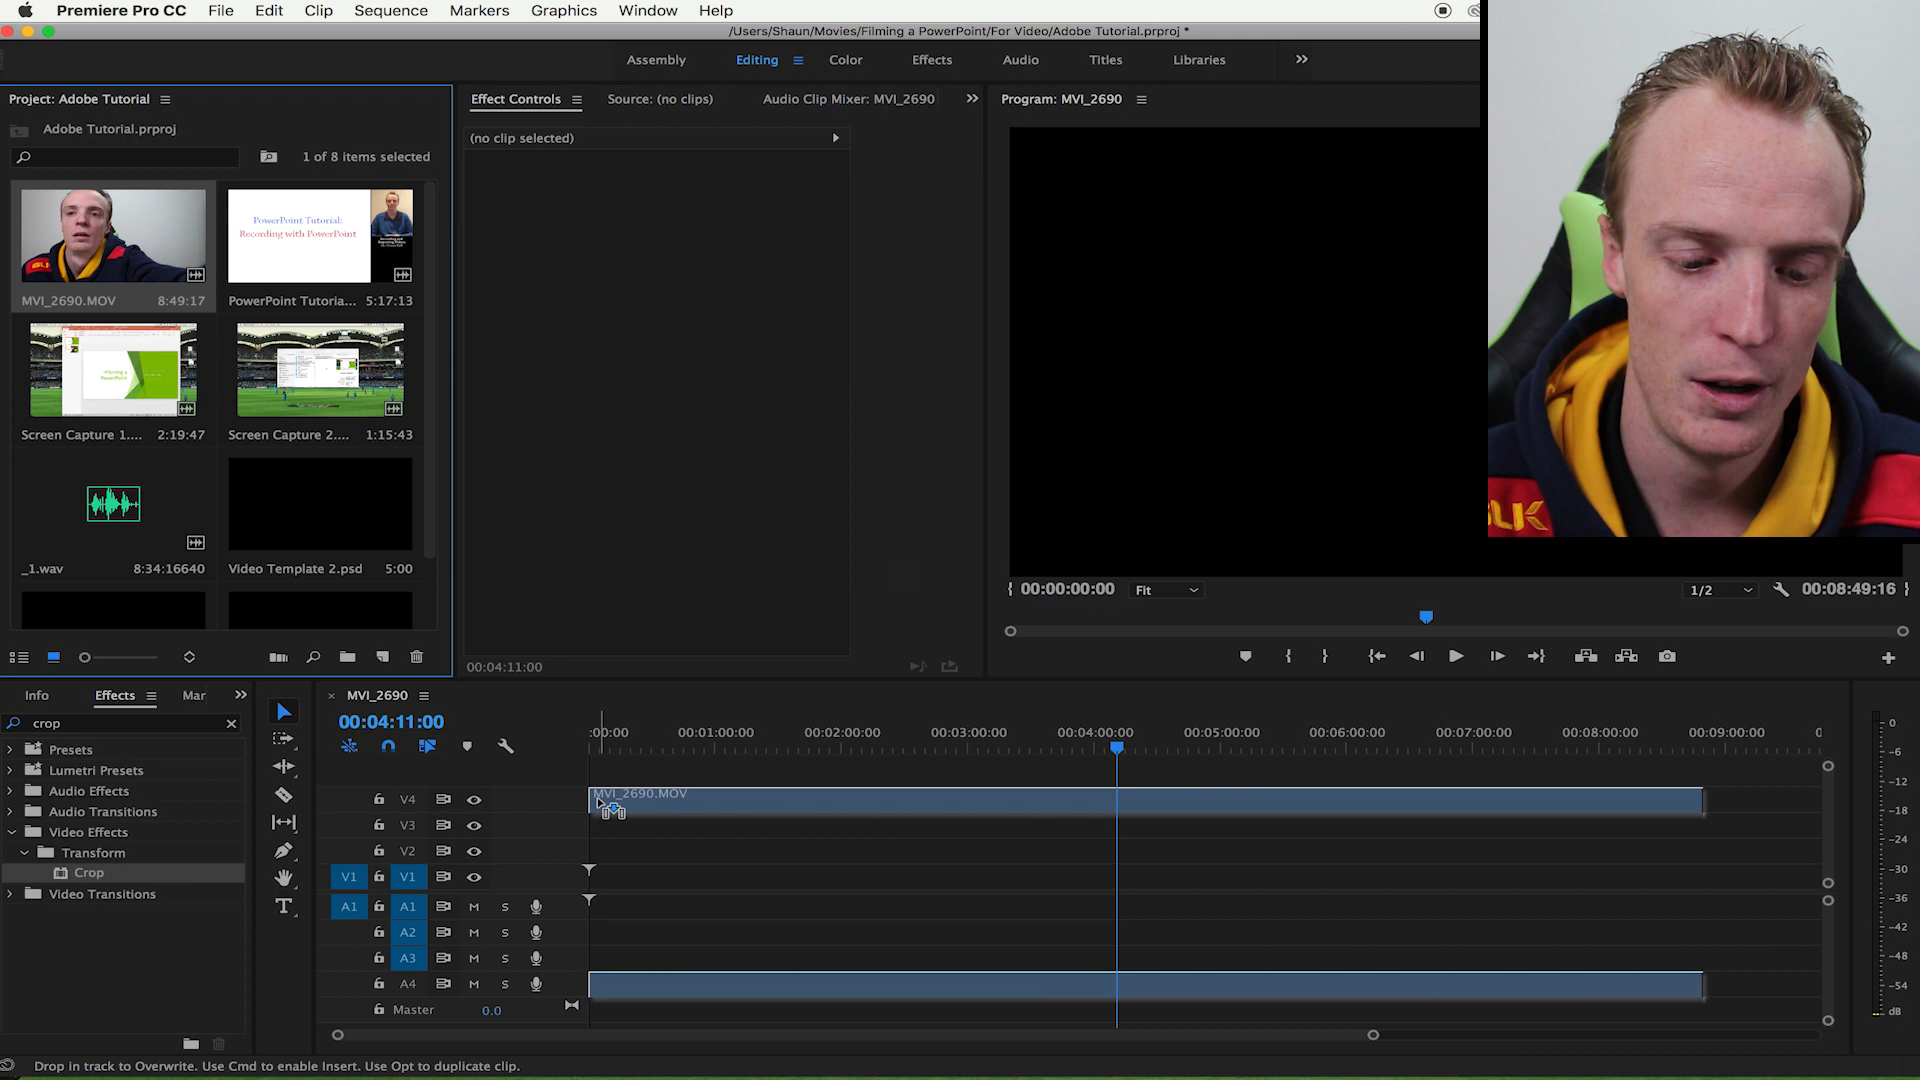 Premiere Pro CC File Edit Clip Sequence Markers Graphics Window Help
/Users/Shaun/Movies/Filming a PowerPoint/For Video/Adobe Tutorial.prproj *
Assembly Editing Color Effects Audio Titles Libraries
Project: Adobe Tutorial
Adobe Tutorial.prproj
1 of 8 items selected
PowerPoint Tutorial:
Recording with PowerPoint
MVI_2690.MOV 8:49:17
PowerPoint Tutoria... 5:17:13
Screen Capture 1.... 2:19:47
Screen Capture 2.... 1:15:43
_1.wav 8:34:16640
Video Template 2.psd 5:00
Effect Controls Source: (no clips) Audio Clip Mixer: MVI_2690
(no clip selected)
00:04:11:00
Program: MVI_2690
00:00:00:00 Fit 1/2 00:08:49:16
Info Effects Mar
crop
Presets
Lumetri Presets
Audio Effects
Audio Transitions
Video Effects
Transform
Crop
Video Transitions
MVI_2690
00:04:11:00
:00:00 00:01:00:00 00:02:00:00 00:03:00:00 00:04:00:00 00:05:00:00 00:06:00:00 00:07:00:00 00:08:00:00 00:09:00:00 0
V4 MVI_2690.MOV
V3
V2
V1 V1
A1 A1 M S
A2 M S
A3 M S
A4 M S
Master 0.0
0
-6
-12
-18
-24
-30
-36
-42
-48
-54
dB
Drop in track to Overwrite. Use Cmd to enable Insert. Use Opt to duplicate clip.